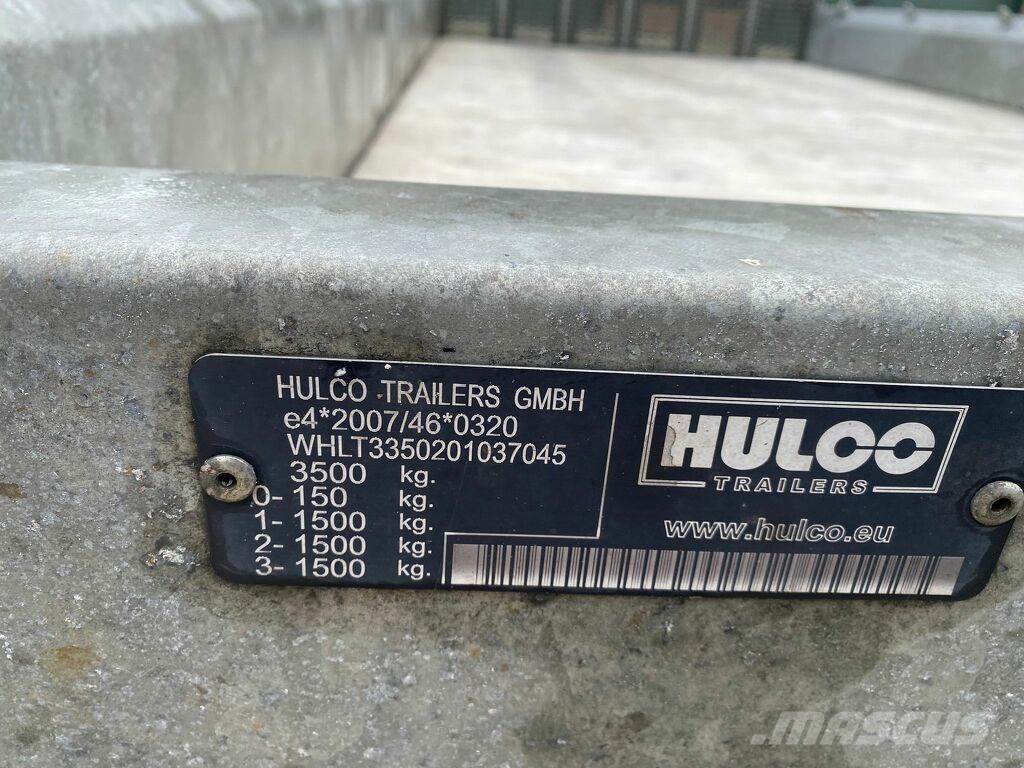 HULCO TRAILERS GMBH
e4*2007/46*0320
WHLT3350201037045
3500 kg.
0- 150 kg.
1- 1500 kg.
2- 1500 kg.
3- 1500 kg.
HULCO
TRAILERS
www.hulco.eu
MASCUS